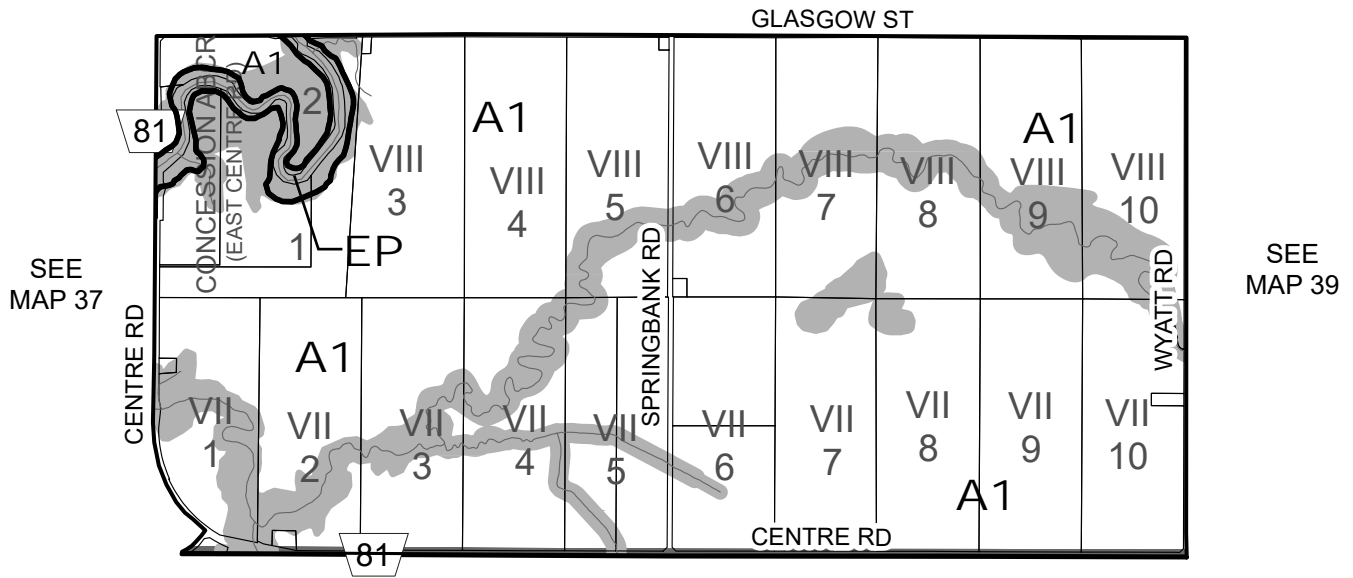 GLASGOW ST
A1
2
A1
A1
81
CONCESSION ABCR
(EAST CENTRE RD)
VIII
3
VIII
4
VIII
5
VIII
6
VIII
7
VIII
8
VIII
9
VIII
10
1
EP
SEE
MAP 37
SEE
MAP 39
CENTRE RD
SPRINGBANK RD
WYATT RD
A1
VII
1
VII
2
VII
3
VII
4
VII
5
VII
6
VII
7
VII
8
VII
9
VII
10
A1
CENTRE RD
81